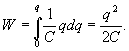 W = ∫₀^q (1/C) q dq = q²/(2C).